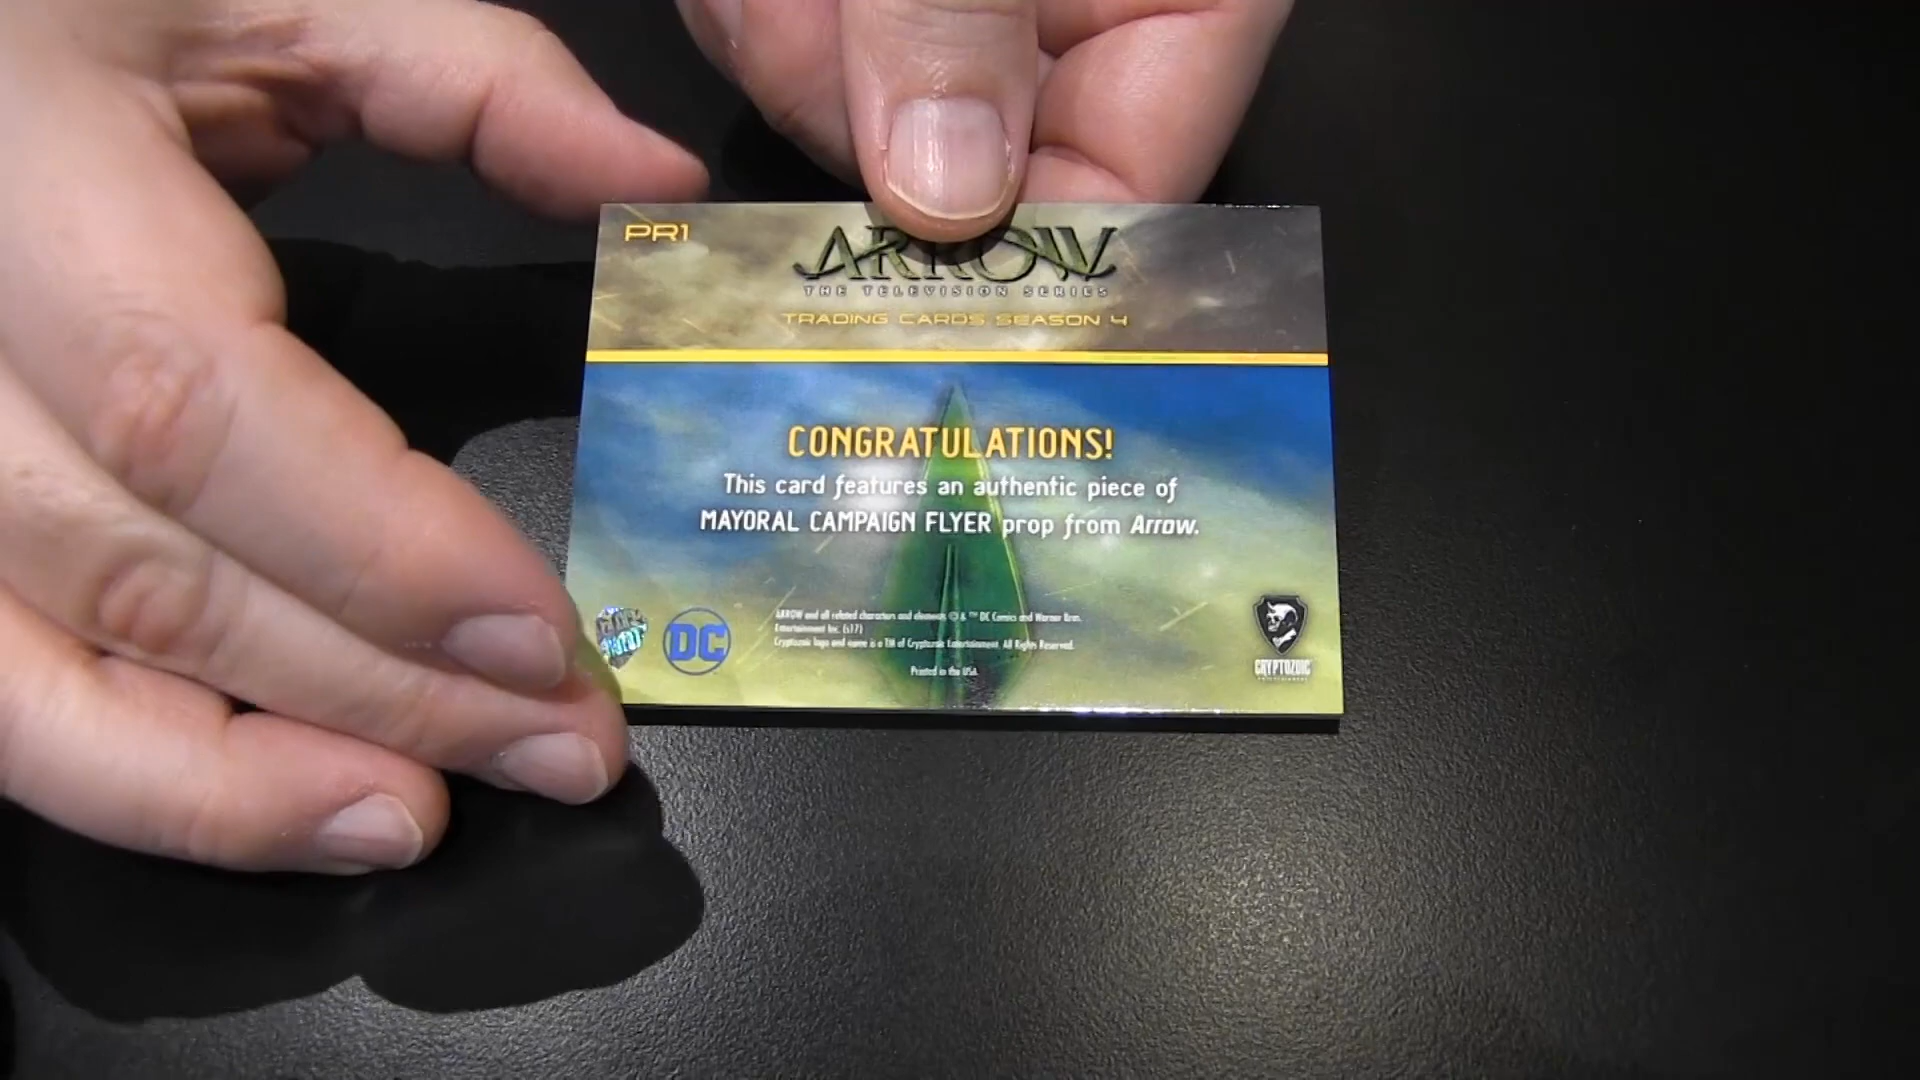 PR1
ARROW
THE TELEVISION SERIES
TRADING CARDS SEASON 4
CONGRATULATIONS!
This card features an authentic piece of
MAYORAL CAMPAIGN FLYER prop from Arrow.
DC
ARROW and all related characters and elements © & ™ DC Comics and Warner Bros.
Entertainment Inc. (s17)
Cryptozoic logo and name is a TM of Cryptozoic Entertainment. All Rights Reserved.
Printed in the USA.
CRYPTOZOIC
ENTERTAINMENT